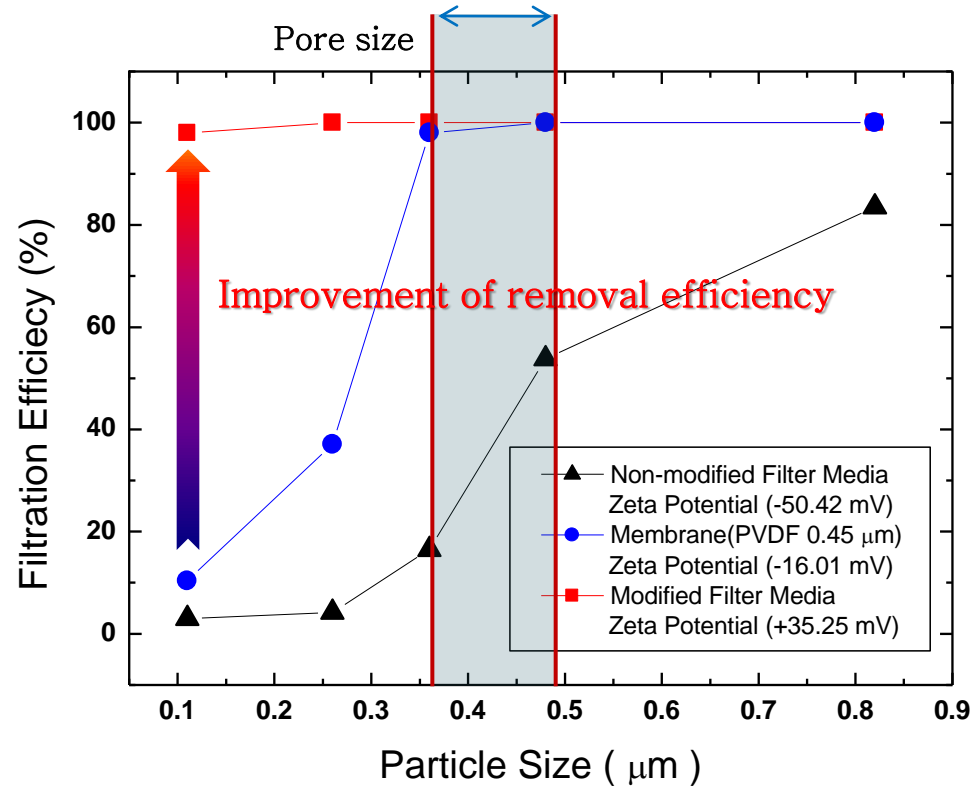 Pore size
100
80
60
40
20
0
Filtration Efficiecy (%)
Improvement of removal efficiency
Non-modified Filter Media
Zeta Potential (-50.42 mV)
Membrane(PVDF 0.45 μm)
Zeta Potential (-16.01 mV)
Modified Filter Media
Zeta Potential (+35.25 mV)
0.1 0.2 0.3 0.4 0.5 0.6 0.7 0.8 0.9
Particle Size ( μm )